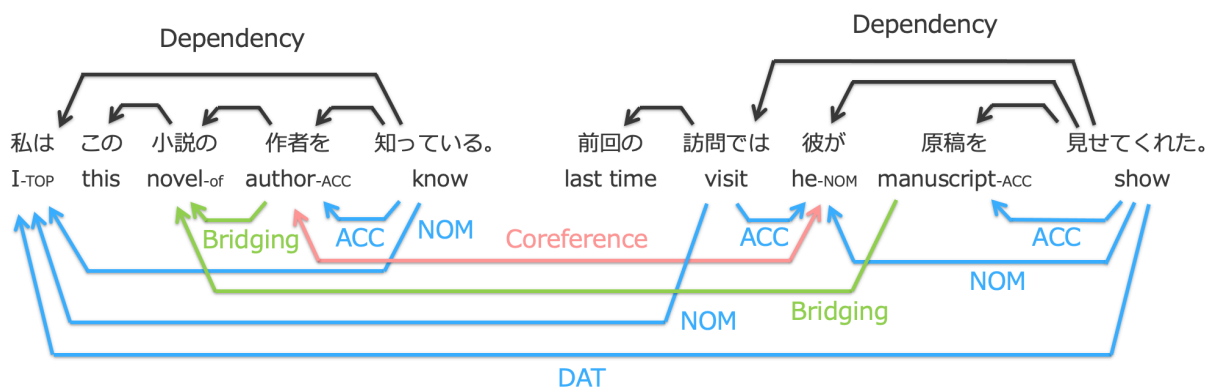 Dependency
Dependency
私は この 小説の 作者を 知っている。 前回の 訪問では 彼が 原稿を 見せてくれた。
I-TOP this novel-of author-ACC know last time visit he-NOM manuscript-ACC show
Bridging ACC NOM Coreference ACC ACC
NOM
NOM Bridging
DAT